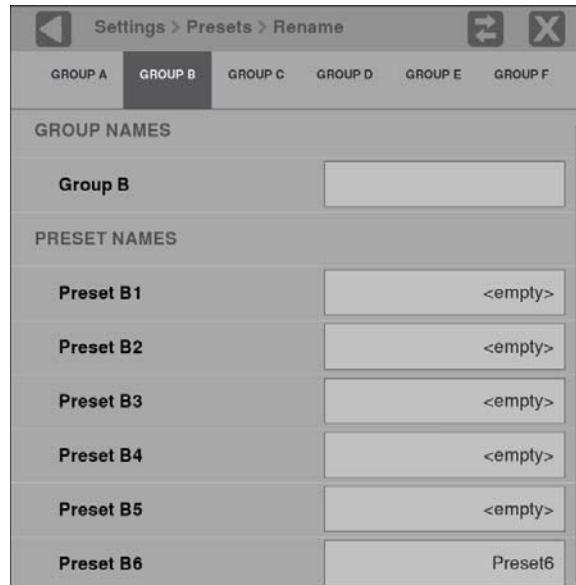 Settings > Presets > Rename
GROUP A GROUP B GROUP C GROUP D GROUP E GROUP F
GROUP NAMES
Group B
PRESET NAMES
Preset B1 <empty>
Preset B2 <empty>
Preset B3 <empty>
Preset B4 <empty>
Preset B5 <empty>
Preset B6 Preset6